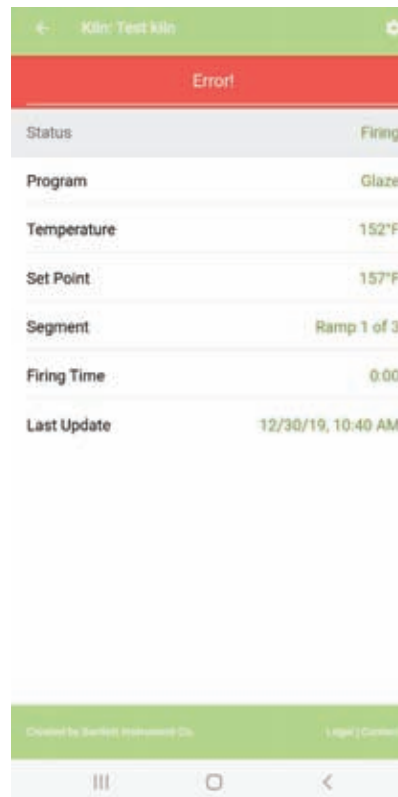 Kiln: Test kiln
Error!
Status Firing
Program Glaze
Temperature 152°F
Set Point 157°F
Segment Ramp 1 of 3
Firing Time 0:00
Last Update 12/30/19, 10:40 AM
Created by Bartlett Instrument Co. Legal | Contact